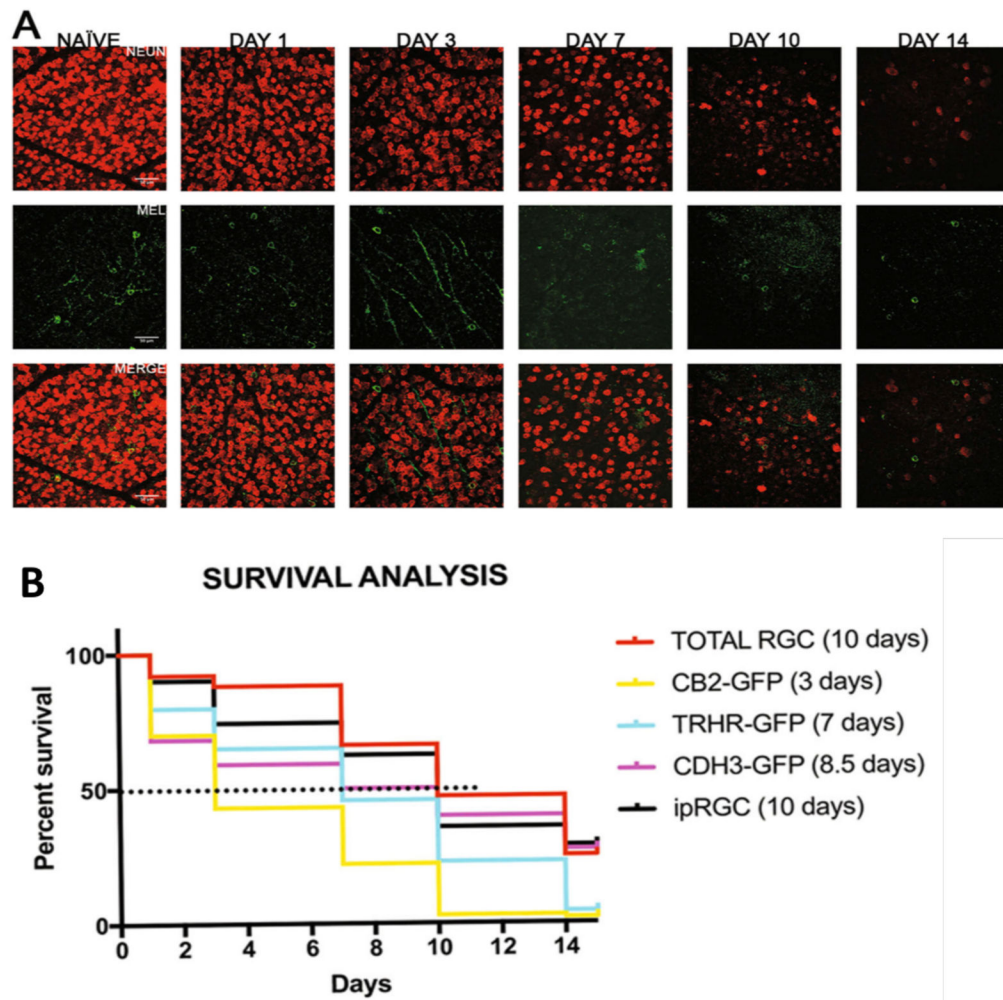 A
NAÏVE DAY 1 DAY 3 DAY 7 DAY 10 DAY 14
NEUN
MEL
MERGE
B
SURVIVAL ANALYSIS
Percent survival
100
50
0
0 2 4 6 8 10 12 14
Days
TOTAL RGC (10 days)
CB2-GFP (3 days)
TRHR-GFP (7 days)
CDH3-GFP (8.5 days)
ipRGC (10 days)